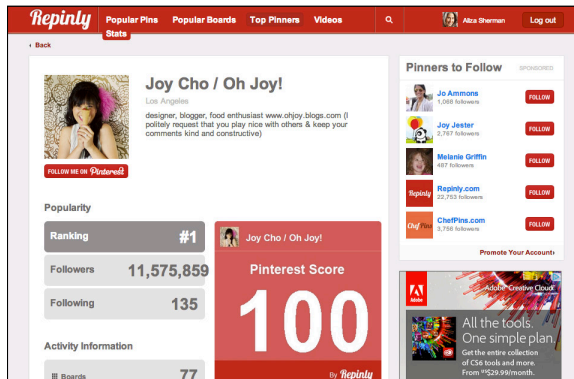 Repinly
Popular Pins Popular Boards Top Pinners Videos
Aliza Sherman
Log out
Stats
‹ Back
Joy Cho / Oh Joy!
Los Angeles
designer, blogger, food enthusiast www.ohjoy.blogs.com (I
politely request that you play nice with others & keep your
comments kind and constructive)
FOLLOW ME ON Pinterest
Popularity
Ranking #1
Followers 11,575,859
Following 135
Activity Information
Boards 77
Joy Cho / Oh Joy!
Pinterest Score
100
By Repinly
Pinners to Follow SPONSORED
Jo Ammons
1,068 followers
FOLLOW
Joy Jester
2,767 followers
FOLLOW
Melanie Griffin
487 followers
FOLLOW
Repinly
Repinly.com
22,753 followers
FOLLOW
ChefPins
ChefPins.com
3,756 followers
FOLLOW
Promote Your Account›
Adobe
Adobe® Creative Cloud™
All the tools.
One simple plan.
Get the entire collection
of CS6 tools and more.
From US$29.99/month.